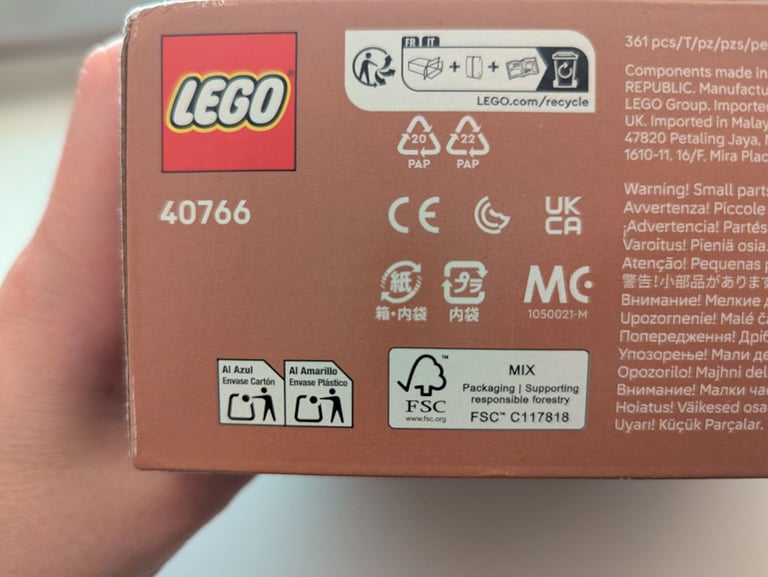 LEGO
40766
FR IT
LEGO.com/recycle
20
PAP
22
PAP
CE
UK
CA
紙
箱・内袋
プラ
内袋
MC
1050021-M
Al Azul
Envase Cartón
Al Amarillo
Envase Plástico
FSC™
www.fsc.org
MIX
Packaging | Supporting
responsible forestry
FSC™ C117818
361 pcs/T/pz/pzs/pe
Components made in
REPUBLIC. Manufactu
LEGO Group. Importe
UK. Imported in Malay
47820 Petaling Jaya,
1610-11, 16/F, Mira Plac
Warning! Small parts
Avvertenza! Piccole
¡Advertencia! Partes
Varoitus! Pieniä osia.
Atenção! Pequenas p
警告!小部品があります
Внимание! Мелкие д
Upozornenie! Malé ča
Попередження! Дріб
Упозорење! Мали де
Opozorilo! Majhni del
Внимание! Малки час
Hoiatus! Väikesed osa
Uyarı! Küçük Parçalar.